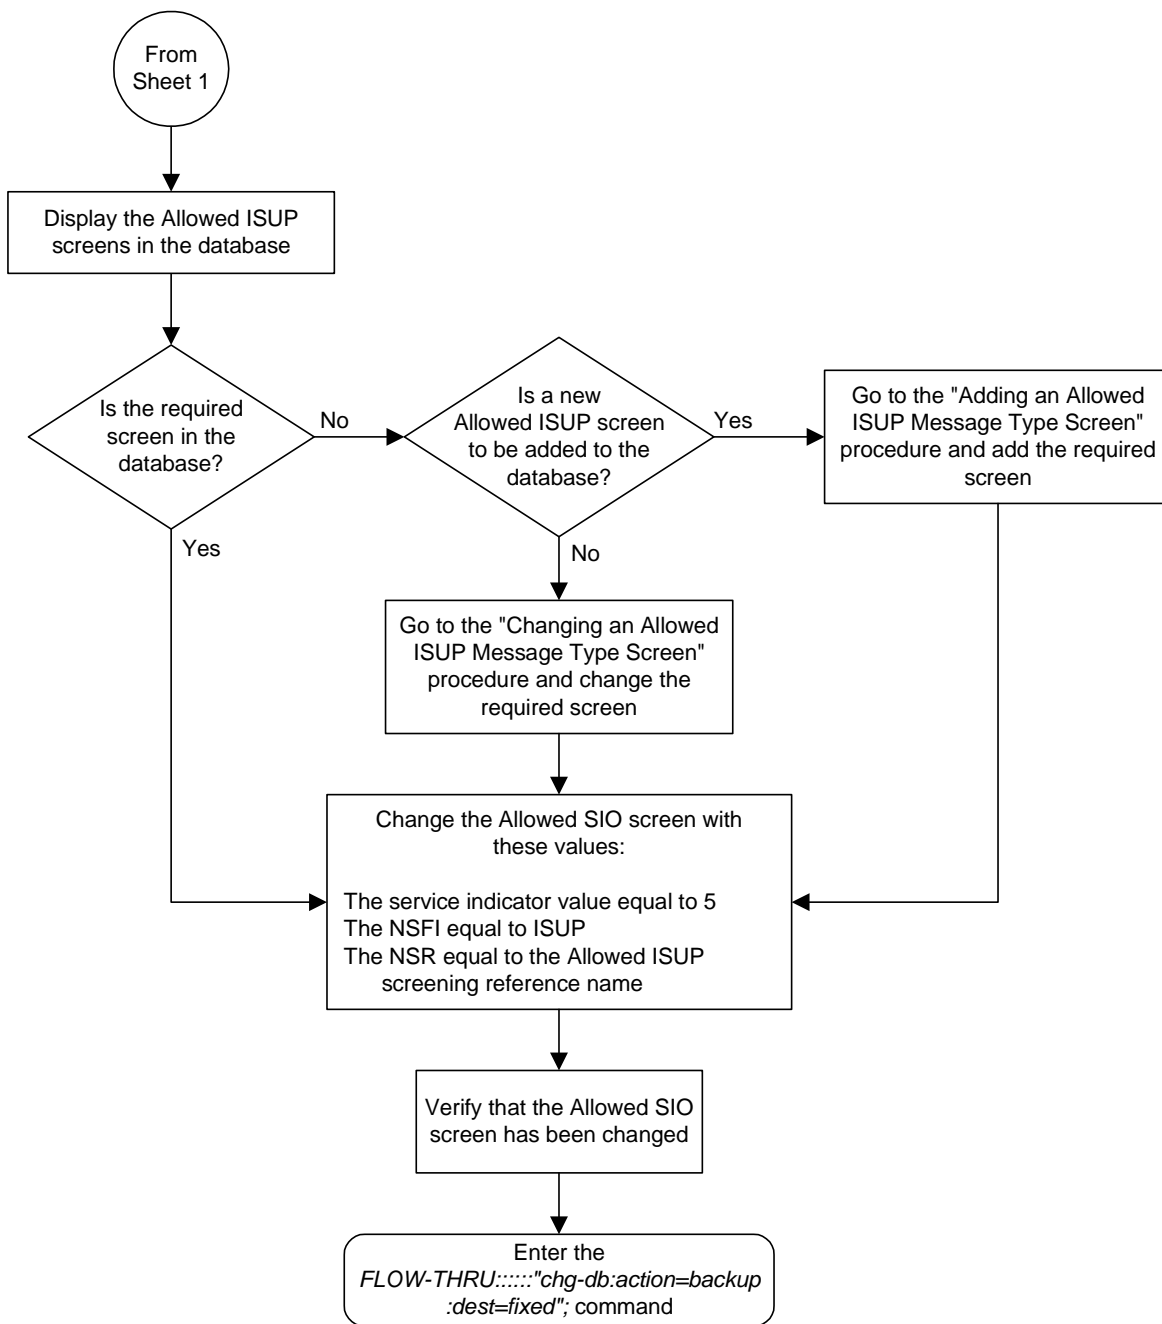 From
Sheet 1
Display the Allowed ISUP
screens in the database
Is the required
screen in the
database?
No
Yes
Is a new
Allowed ISUP screen
to be added to the
database?
Yes
No
Go to the "Adding an Allowed
ISUP Message Type Screen"
procedure and add the required
screen
Go to the "Changing an Allowed
ISUP Message Type Screen"
procedure and change the
required screen
Change the Allowed SIO screen with
these values:
The service indicator value equal to 5
The NSFI equal to ISUP
The NSR equal to the Allowed ISUP
screening reference name
Verify that the Allowed SIO
screen has been changed
Enter the
FLOW-THRU::::::"chg-db:action=backup
:dest=fixed"; command